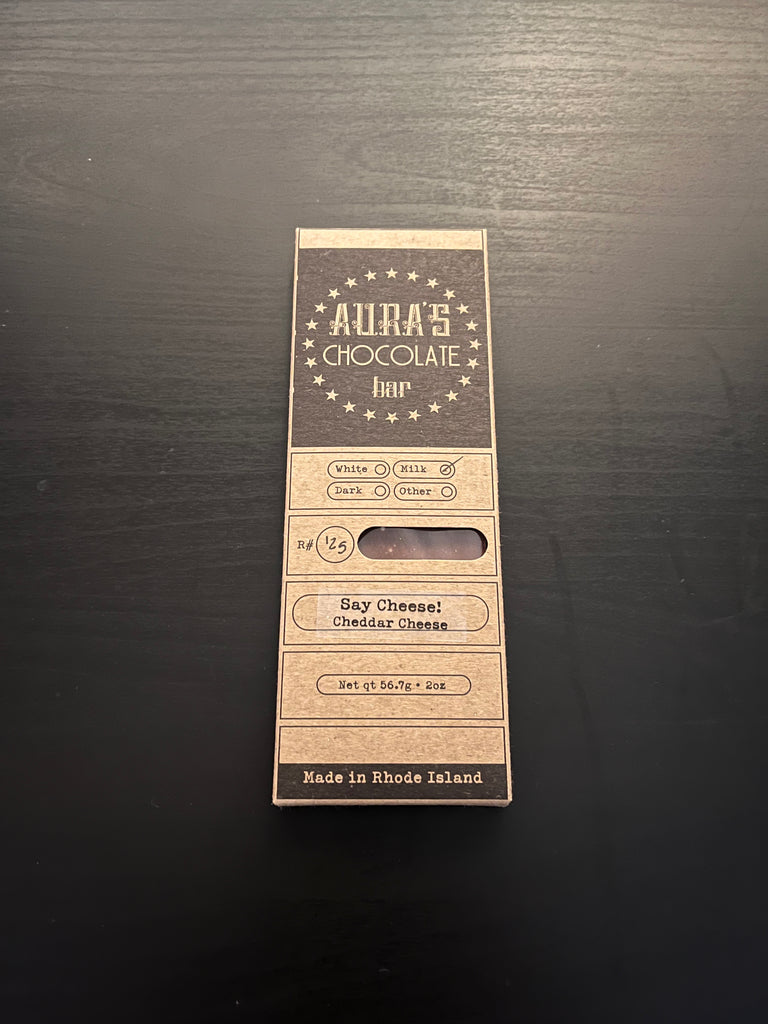 AURA'S
CHOCOLATE
bar
White Milk
Dark Other
R# 125
Say Cheese!
Cheddar Cheese
Net qt 56.7g • 2oz
Made in Rhode Island